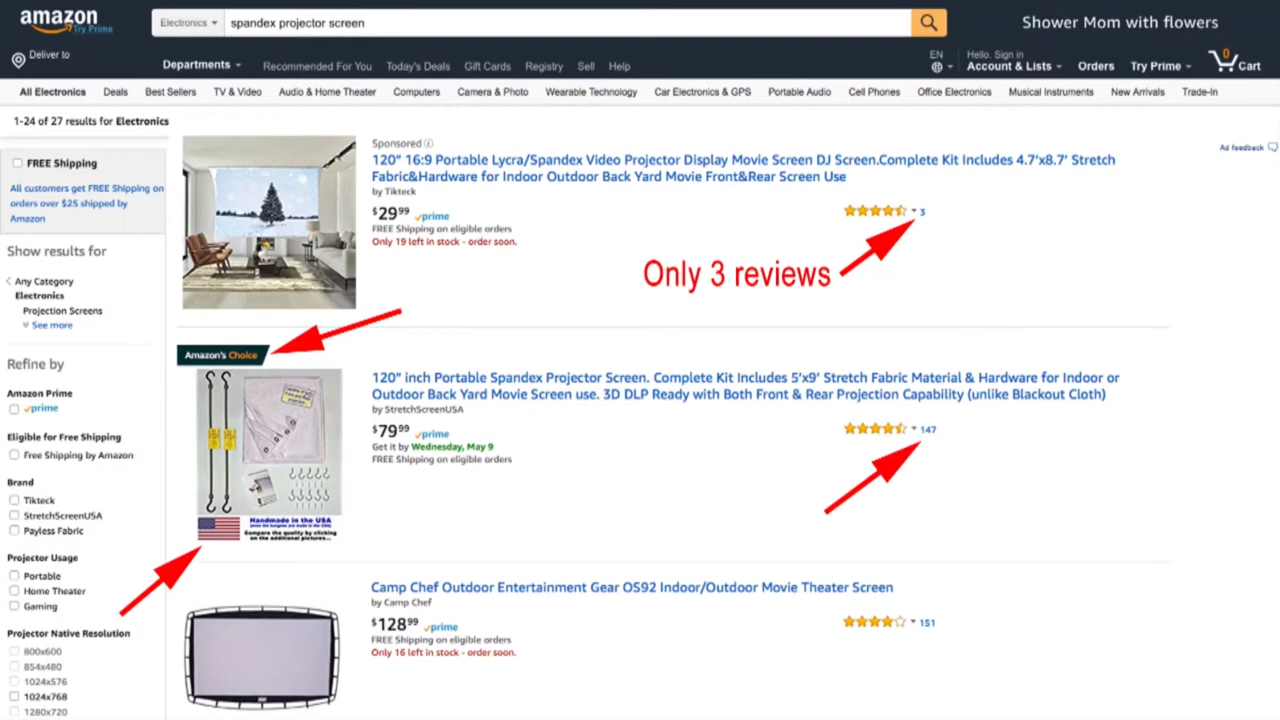 amazon
Try Prime
Electronics
spandex projector screen
Shower Mom with flowers
Deliver to
Departments
Recommended For You
Today's Deals
Gift Cards
Registry
Sell
Help
EN
Hello. Sign in
Account & Lists
Orders
Try Prime
0
Cart
All Electronics
Deals
Best Sellers
TV & Video
Audio & Home Theater
Computers
Camera & Photo
Wearable Technology
Car Electronics & GPS
Portable Audio
Cell Phones
Office Electronics
Musical Instruments
New Arrivals
Trade-In
1-24 of 27 results for Electronics
FREE Shipping
All customers get FREE Shipping on
orders over $25 shipped by
Amazon
Show results for
Any Category
Electronics
Projection Screens
See more
Refine by
Amazon Prime
prime
Eligible for Free Shipping
Free Shipping by Amazon
Brand
Tikteck
StretchScreenUSA
Payless Fabric
Projector Usage
Portable
Home Theater
Gaming
Projector Native Resolution
800x600
854x480
1024x576
1024x768
1280x720
Sponsored
Ad feedback
120" 16:9 Portable Lycra/Spandex Video Projector Display Movie Screen DJ Screen.Complete Kit Includes 4.7'x8.7' Stretch
Fabric&Hardware for Indoor Outdoor Back Yard Movie Front&Rear Screen Use
by Tikteck
$29.99 prime
3
FREE Shipping on eligible orders
Only 19 left in stock - order soon.
Only 3 reviews
Amazon's Choice
120" inch Portable Spandex Projector Screen. Complete Kit Includes 5'x9' Stretch Fabric Material & Hardware for Indoor or
Outdoor Back Yard Movie Screen use. 3D DLP Ready with Both Front & Rear Projection Capability (unlike Blackout Cloth)
by StretchScreenUSA
$79.99 prime
147
Get it by Wednesday, May 9
FREE Shipping on eligible orders
Handmade in the USA
Compare the quality by clicking
on the additional pictures...
Camp Chef Outdoor Entertainment Gear OS92 Indoor/Outdoor Movie Theater Screen
by Camp Chef
$128.99 prime
151
FREE Shipping on eligible orders
Only 16 left in stock - order soon.